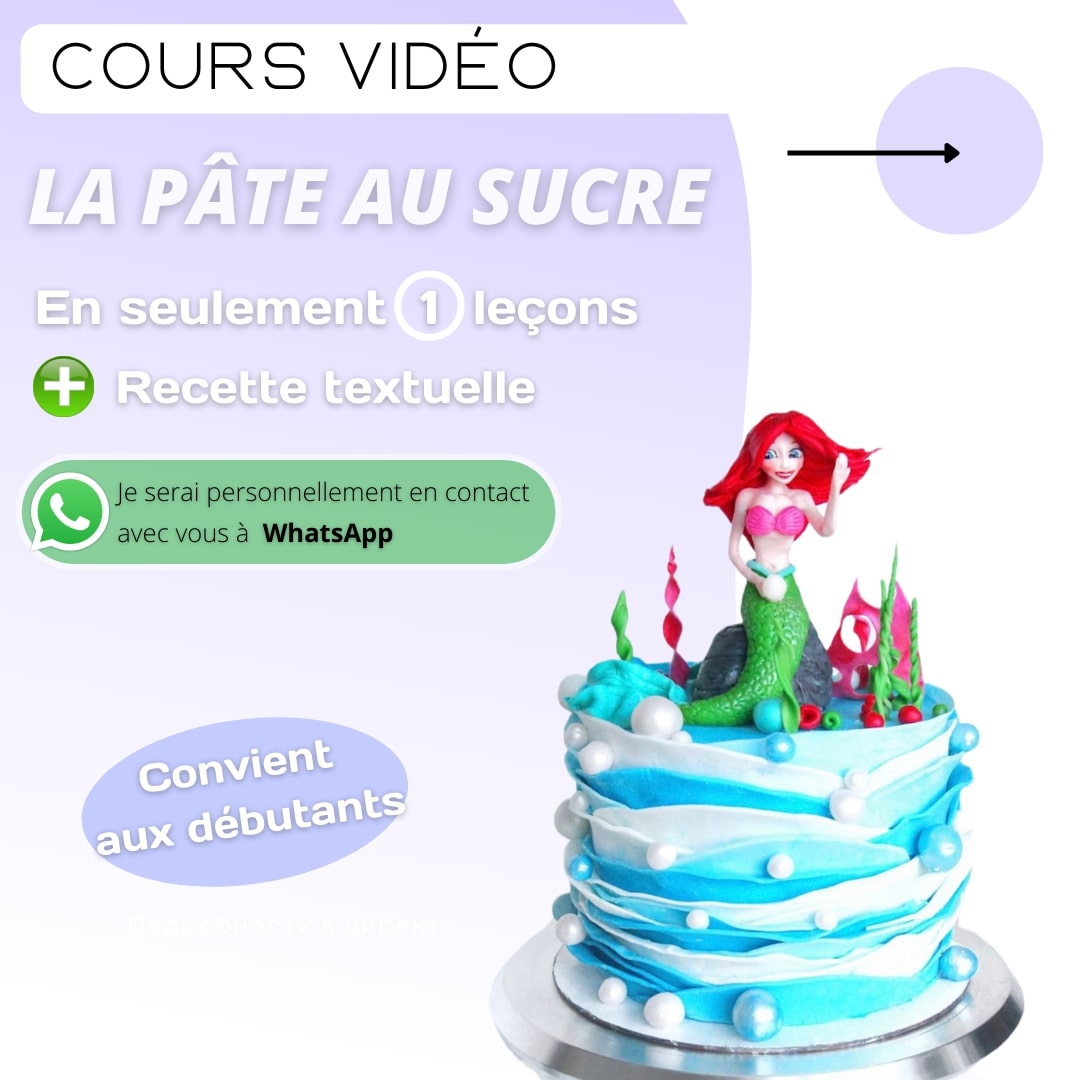 COURS VIDÉO
LA PÂTE AU SUCRE
En seulement 1 leçons
Recette textuelle
Je serai personnellement en contact
avec vous à WhatsApp
Convient
aux débutants
Подробности в директ